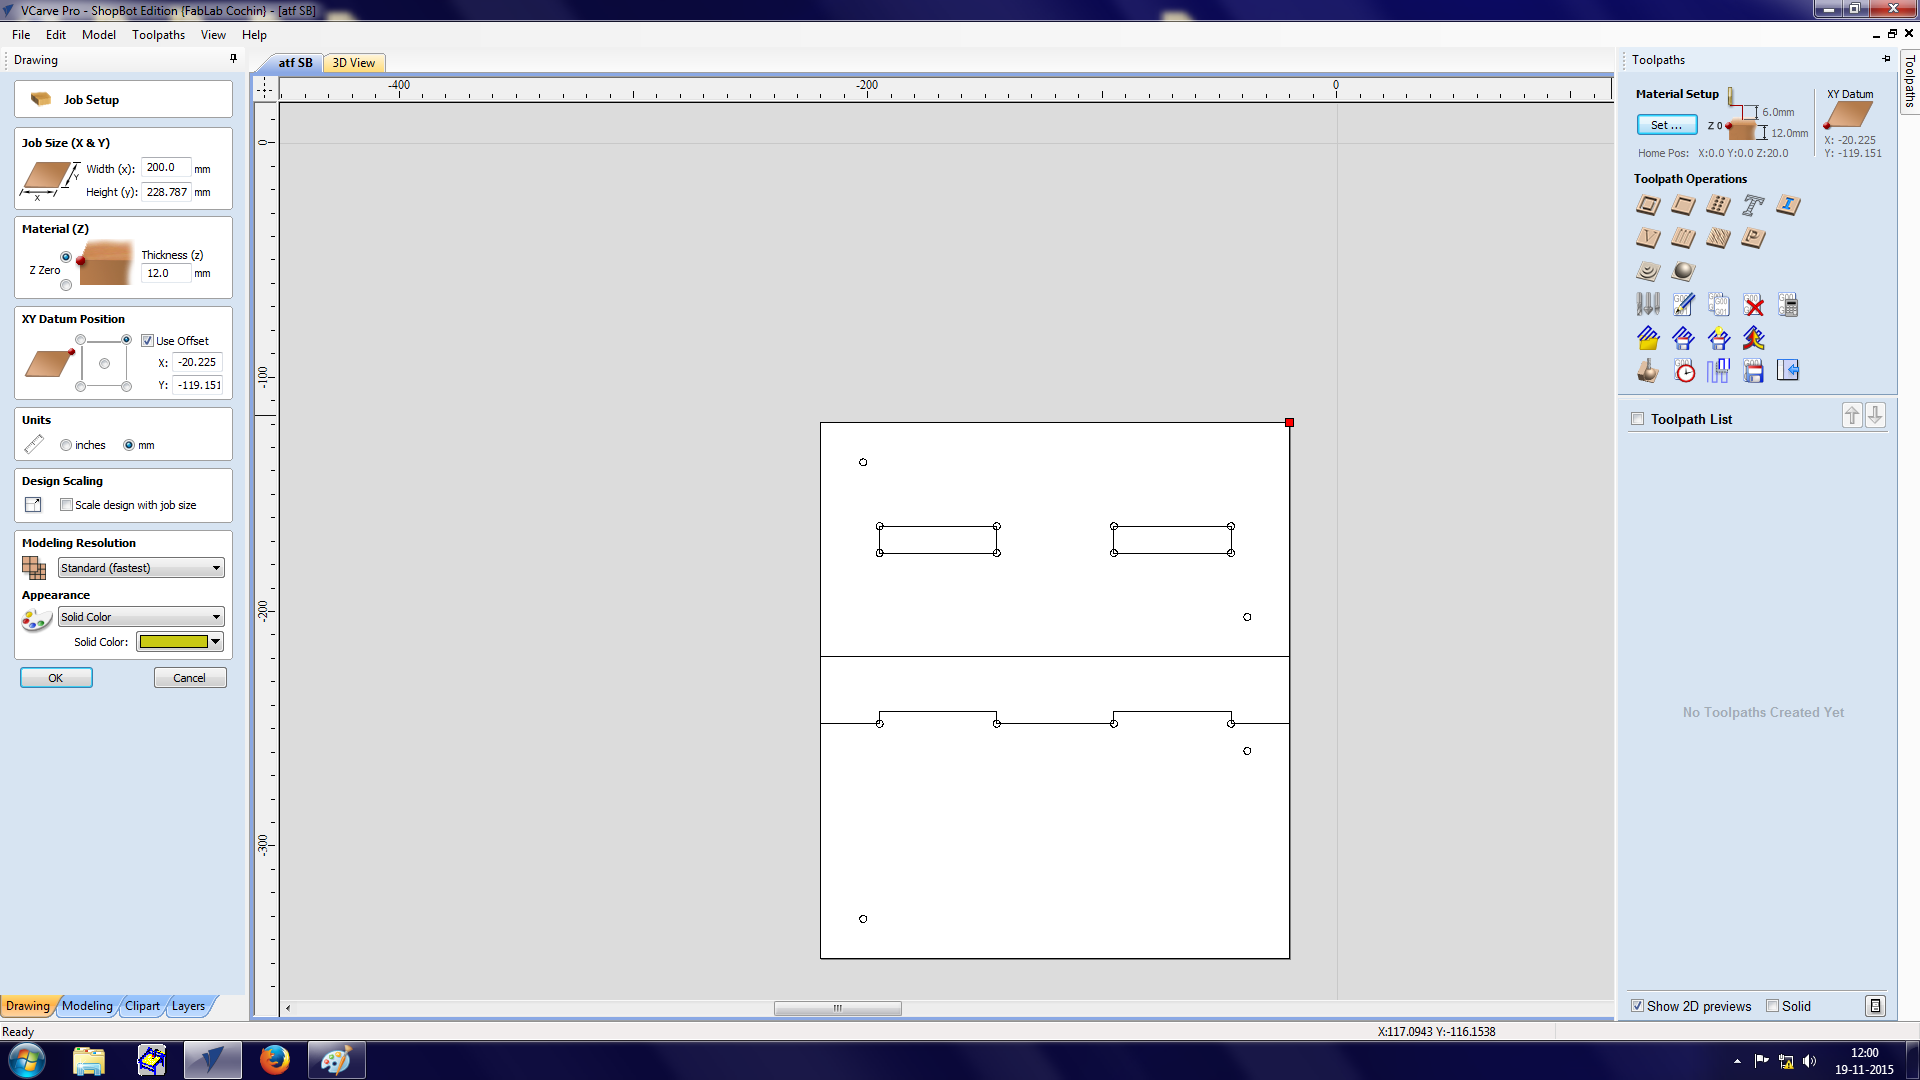 VCarve Pro - ShopBot Edition {FabLab Cochin} - [atf SB]
File Edit Model Toolpaths View Help
Drawing
Job Setup
Job Size (X & Y)
Width (x): 200.0 mm
Height (y): 228.787 mm
Y
X
Material (Z)
Thickness (z)
Z Zero 12.0 mm
XY Datum Position
Use Offset
X: -20.225
Y: -119.151
Units
inches mm
Design Scaling
Scale design with job size
Modeling Resolution
Standard (fastest)
Appearance
Solid Color
Solid Color:
OK Cancel
Drawing Modeling Clipart Layers
Ready
atf SB 3D View
-400 -200 0
0
-100
-200
-300
X:117.0943 Y:-116.1538
Toolpaths
Toolpaths
Material Setup
Set ...
Z 0
6.0mm
12.0mm
XY Datum
X: -20.225
Y: -119.151
Home Pos: X:0.0 Y:0.0 Z:20.0
Toolpath Operations
Toolpath List
No Toolpaths Created Yet
Show 2D previews Solid
12:00
19-11-2015